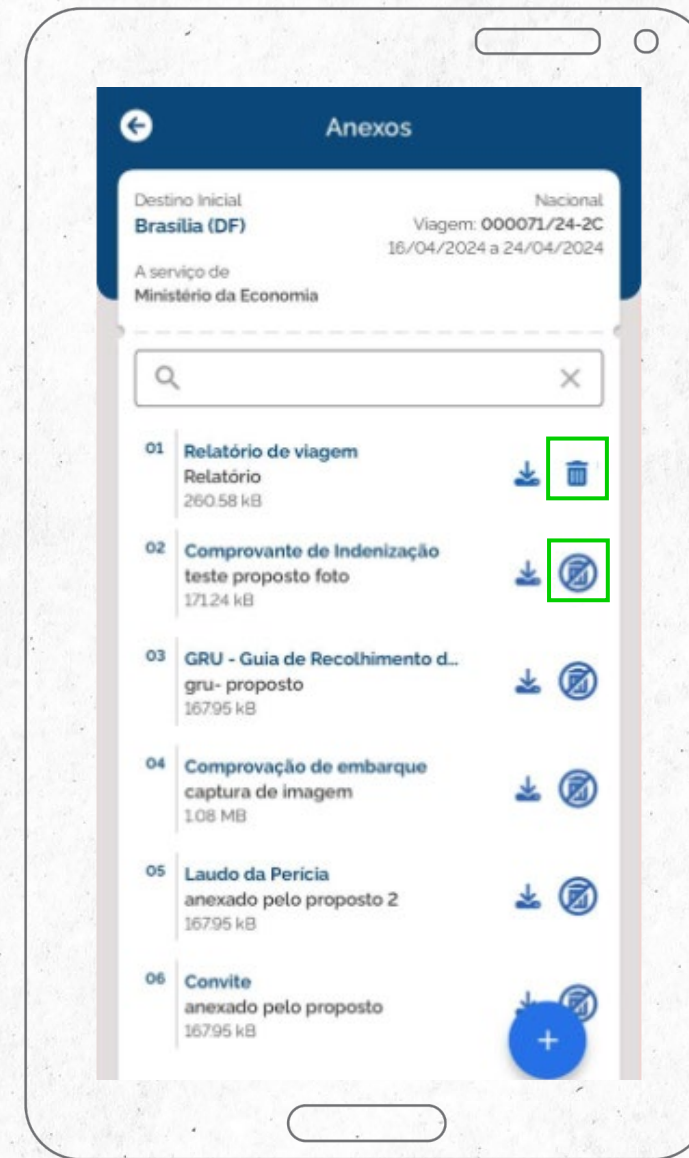 Anexos
Destino Inicial
Nacional
Brasília (DF)
Viagem: 000071/24-2C
16/04/2024 a 24/04/2024
A serviço de
Ministério da Economia
01 Relatório de viagem
Relatório
260.58 kB
02 Comprovante de Indenização
teste proposto foto
171.24 kB
03 GRU - Guia de Recolhimento d...
gru- proposto
167.95 kB
04 Comprovação de embarque
captura de imagem
1.08 MB
05 Laudo da Perícia
anexado pelo proposto 2
167.95 kB
06 Convite
anexado pelo proposto
167.95 kB